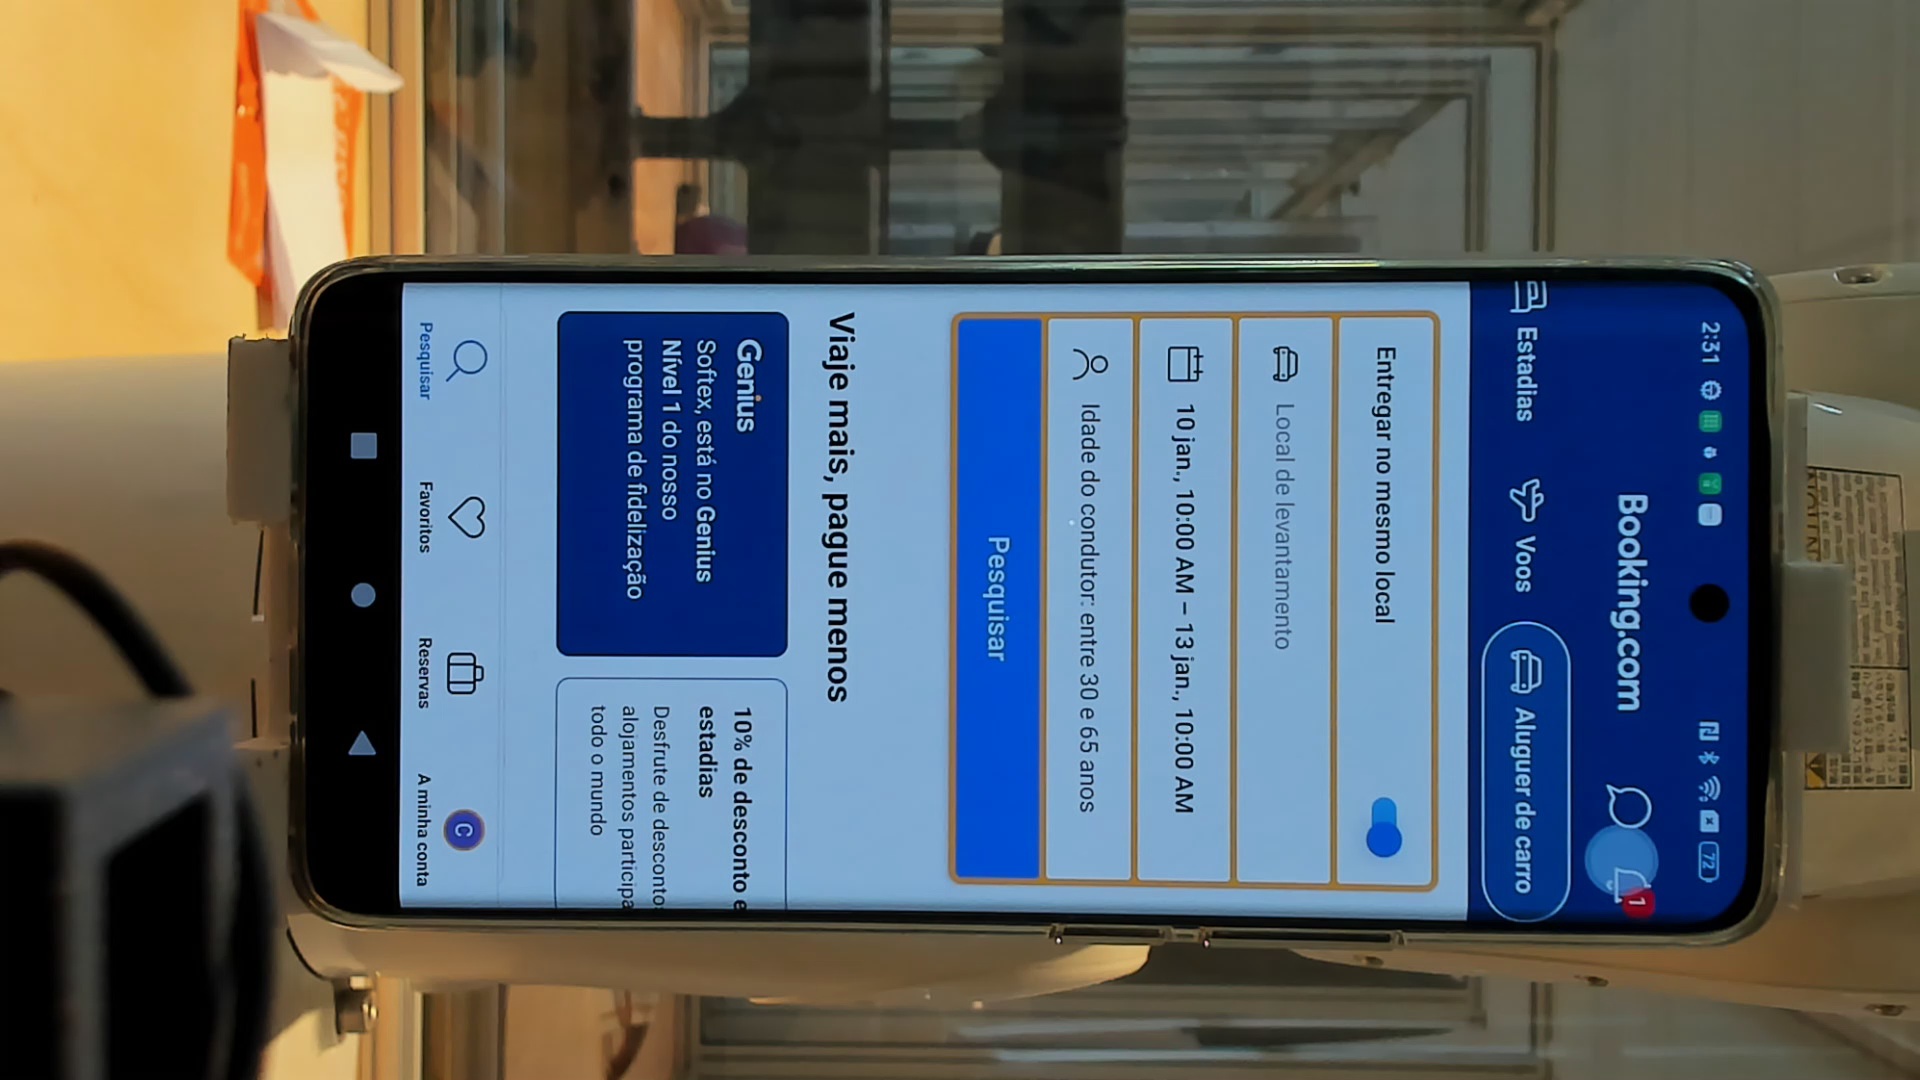 2:31
72
Booking.com
1
Estadias
Voos
Aluguer de carro
Entregar no mesmo local
Local de levantamento
10 jan., 10:00 AM – 13 jan., 10:00 AM
Idade do condutor: entre 30 e 65 anos
Pesquisar
Viaje mais, pague menos
Genius
Softex, está no Genius
Nível 1 do nosso
programa de fidelização
10% de desconto e
estadias
Desfrute de desconto
alojamentos participa
todo o mundo
Pesquisar
Favoritos
Reservas
C
A minha conta